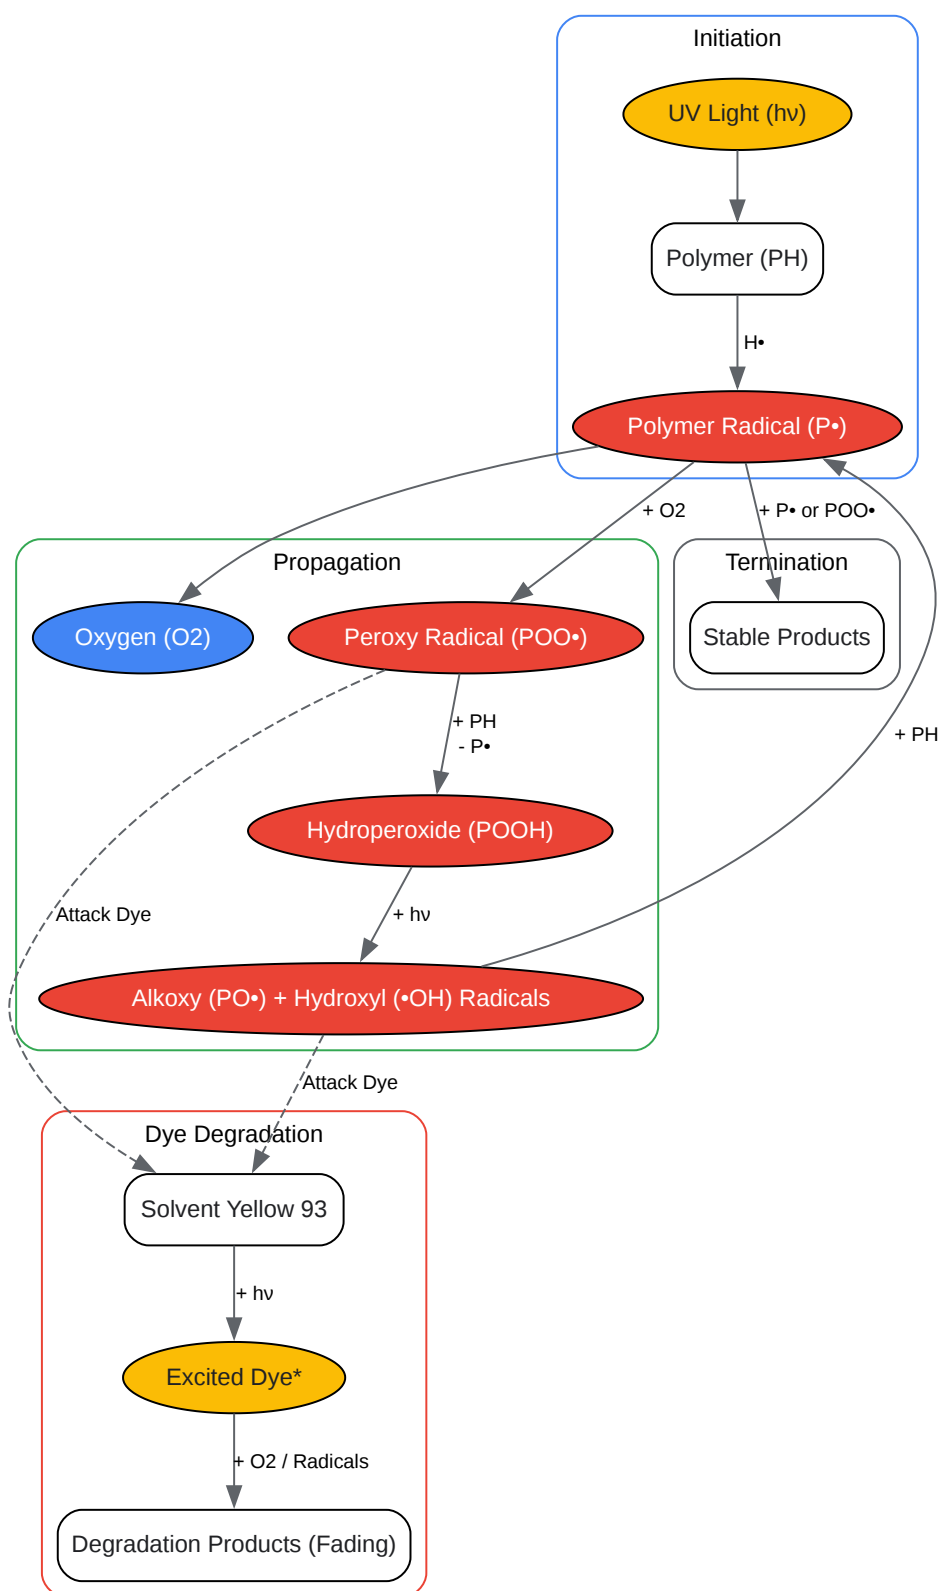 Initiation
UV Light (hν)
Polymer (PH)
H•
Polymer Radical (P•)
+ O2
+ P• or POO•
Propagation
Termination
Oxygen (O2)
Peroxy Radical (POO•)
Stable Products
+ PH
- P•
+ PH
Hydroperoxide (POOH)
Attack Dye
+ hν
Alkoxy (PO•) + Hydroxyl (•OH) Radicals
Attack Dye
Dye Degradation
Solvent Yellow 93
+ hν
Excited Dye*
+ O2 / Radicals
Degradation Products (Fading)